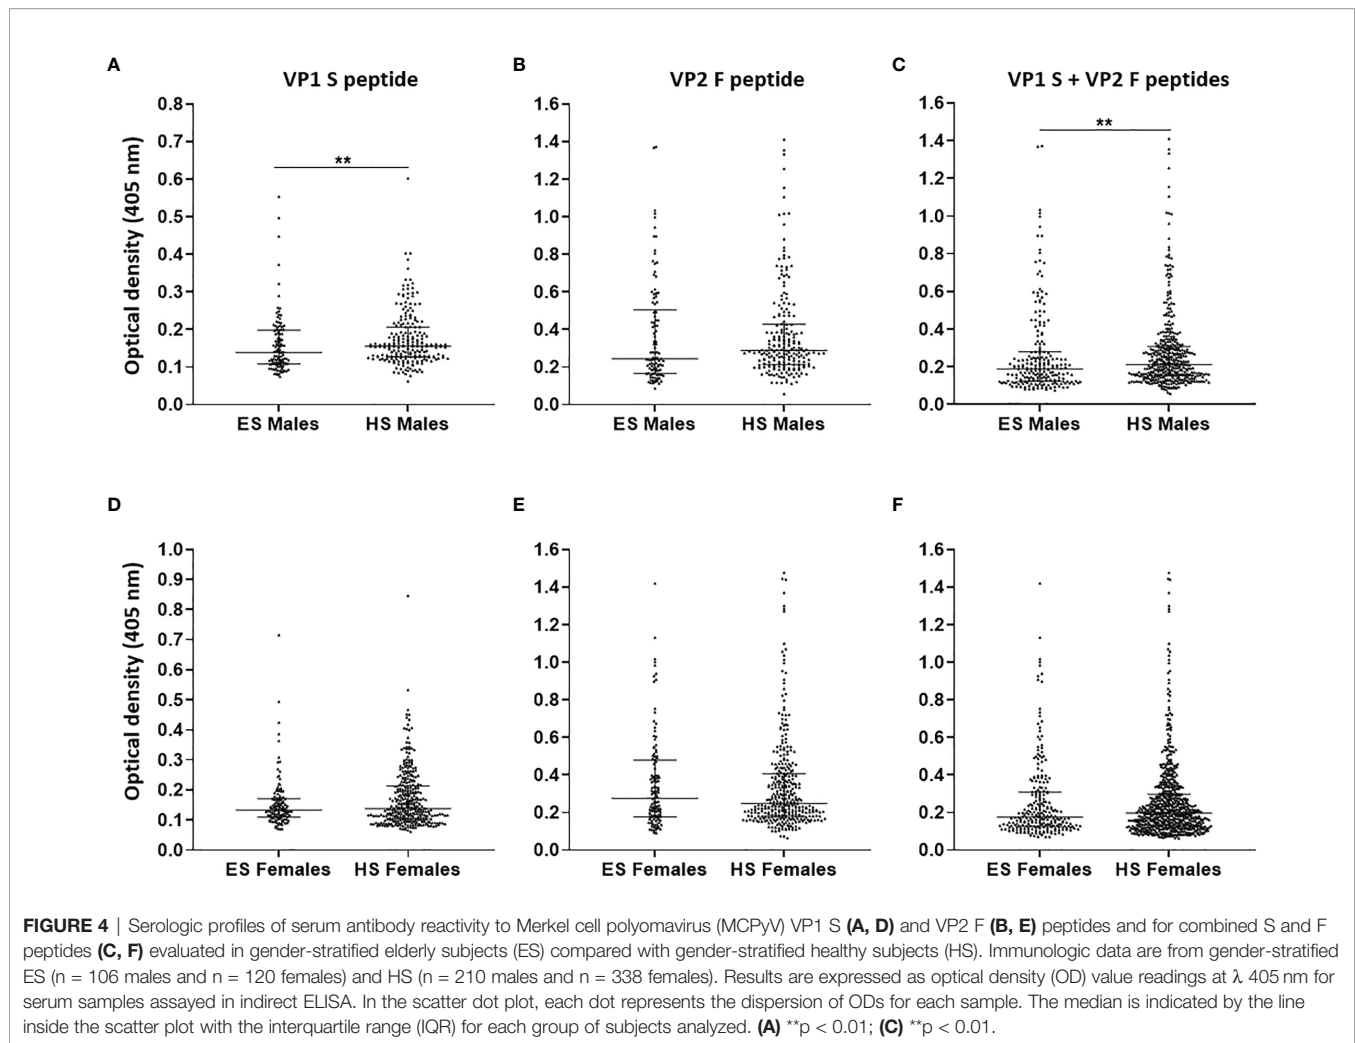 A
B
C
VP1 S peptide
VP2 F peptide
VP1 S + VP2 F peptides
Optical density (405 nm)
0.8
0.7
0.6
0.5
0.4
0.3
0.2
0.1
0.0
**
ES Males
HS Males
1.6
1.4
1.2
1.0
0.8
0.6
0.4
0.2
0.0
ES Males
HS Males
1.6
1.4
1.2
1.0
0.8
0.6
0.4
0.2
0.0
**
ES Males
HS Males
D
E
F
Optical density (405 nm)
1.0
0.9
0.8
0.7
0.6
0.5
0.4
0.3
0.2
0.1
0.0
ES Females
HS Females
1.6
1.4
1.2
1.0
0.8
0.6
0.4
0.2
0.0
ES Females
HS Females
1.6
1.4
1.2
1.0
0.8
0.6
0.4
0.2
0.0
ES Females
HS Females
FIGURE 4 | Serologic profiles of serum antibody reactivity to Merkel cell polyomavirus (MCPyV) VP1 S (A, D) and VP2 F (B, E) peptides and for combined S and F
peptides (C, F) evaluated in gender-stratified elderly subjects (ES) compared with gender-stratified healthy subjects (HS). Immunologic data are from gender-stratified
ES (n = 106 males and n = 120 females) and HS (n = 210 males and n = 338 females). Results are expressed as optical density (OD) value readings at λ 405 nm for
serum samples assayed in indirect ELISA. In the scatter dot plot, each dot represents the dispersion of ODs for each sample. The median is indicated by the line
inside the scatter plot with the interquartile range (IQR) for each group of subjects analyzed. (A) **p < 0.01; (C) **p < 0.01.